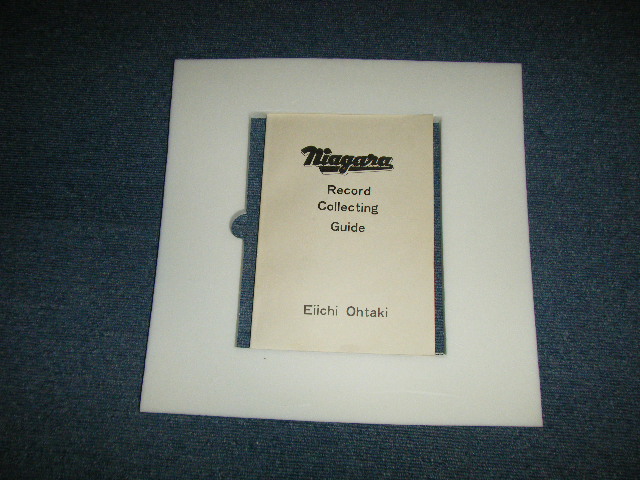 Niagara
Record
Collecting
Guide
Eiichi Ohtaki